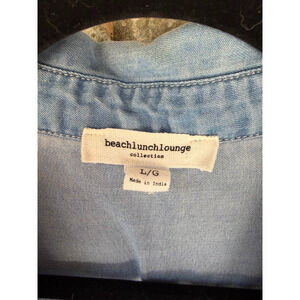 beachlunchlounge
collection
L/G
Made in India